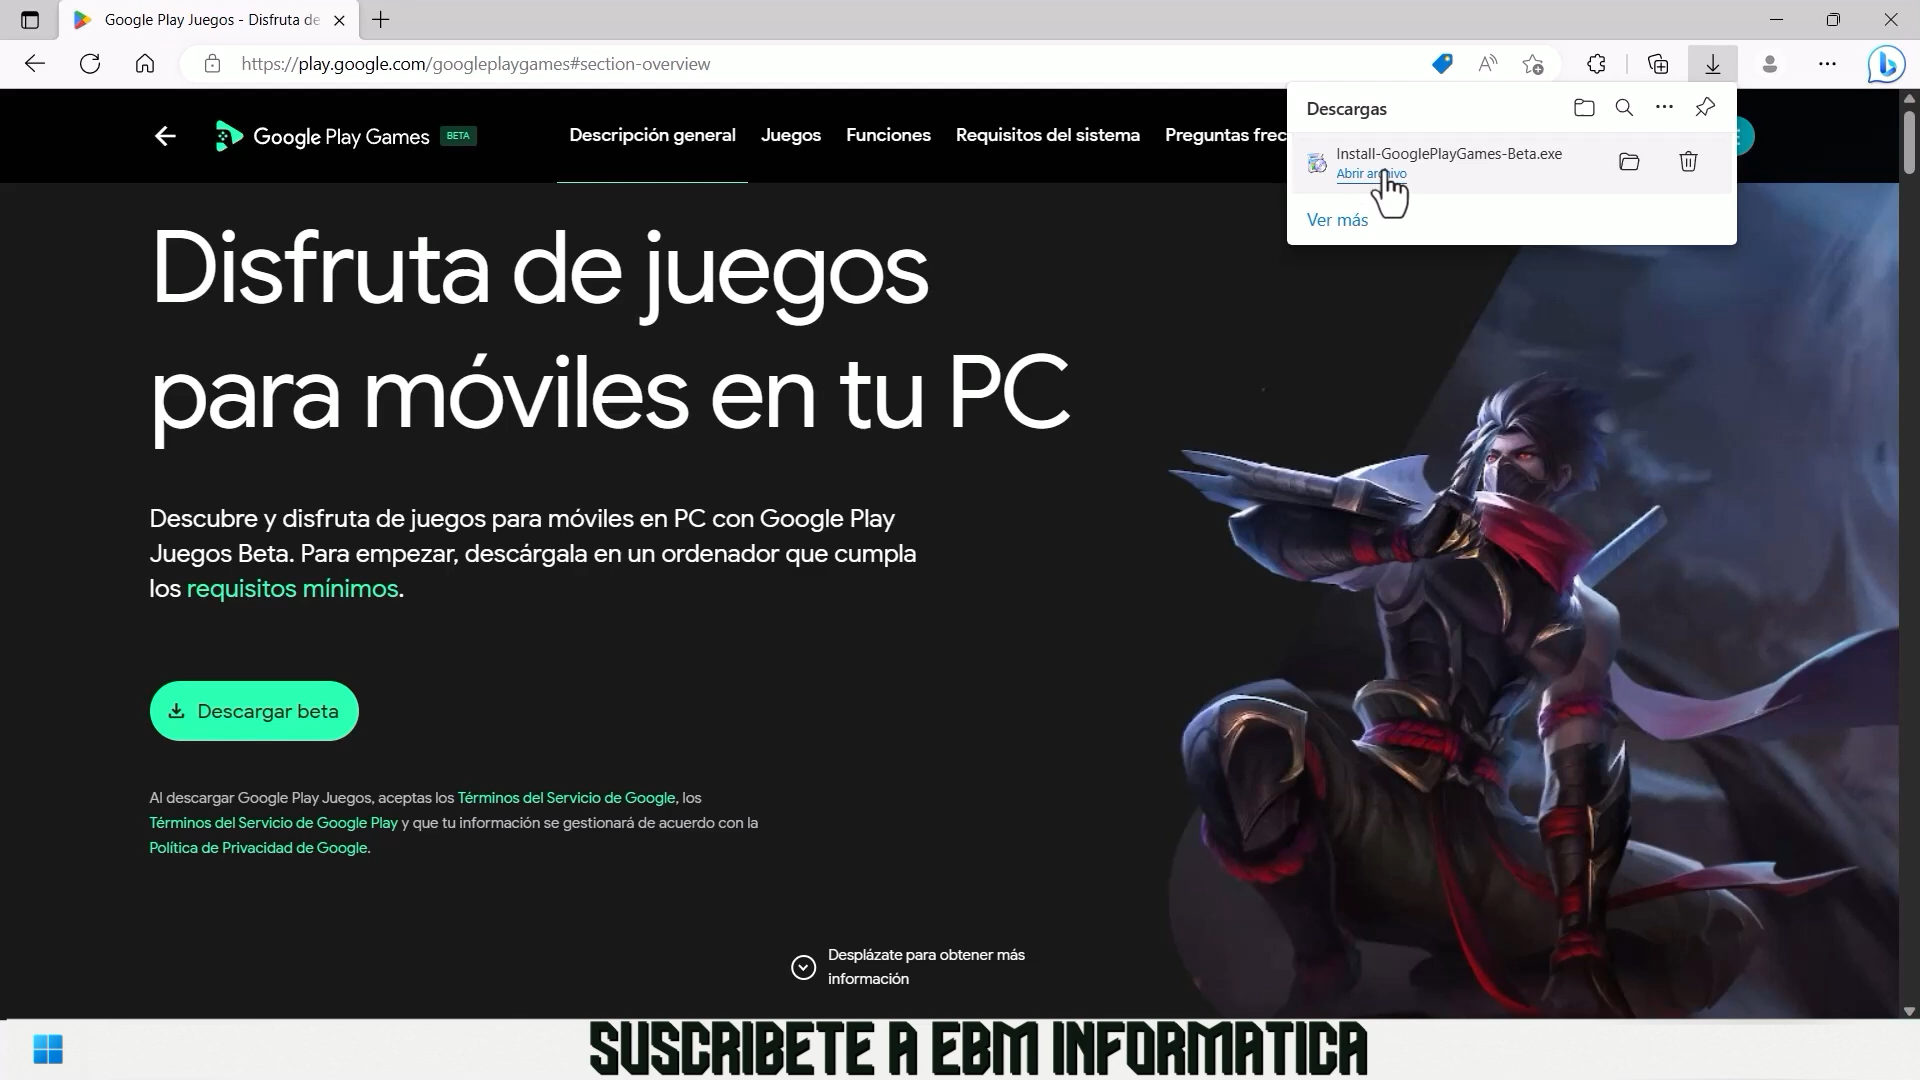 Google Play Juegos - Disfruta de
https://play.google.com/googleplaygames#section-overview
Google Play Games BETA
Descripción general
Juegos
Funciones
Requisitos del sistema
Preguntas frec
Descargas
Install-GooglePlayGames-Beta.exe
Abrir archivo
Ver más
Disfruta de juegos
para móviles en tu PC
Descubre y disfruta de juegos para móviles en PC con Google Play
Juegos Beta. Para empezar, descárgala en un ordenador que cumpla
los requisitos mínimos.
Descargar beta
Al descargar Google Play Juegos, aceptas los Términos del Servicio de Google, los
Términos del Servicio de Google Play y que tu información se gestionará de acuerdo con la
Política de Privacidad de Google.
Desplázate para obtener más
información
SUSCRIBETE A EBM INFORMATICA